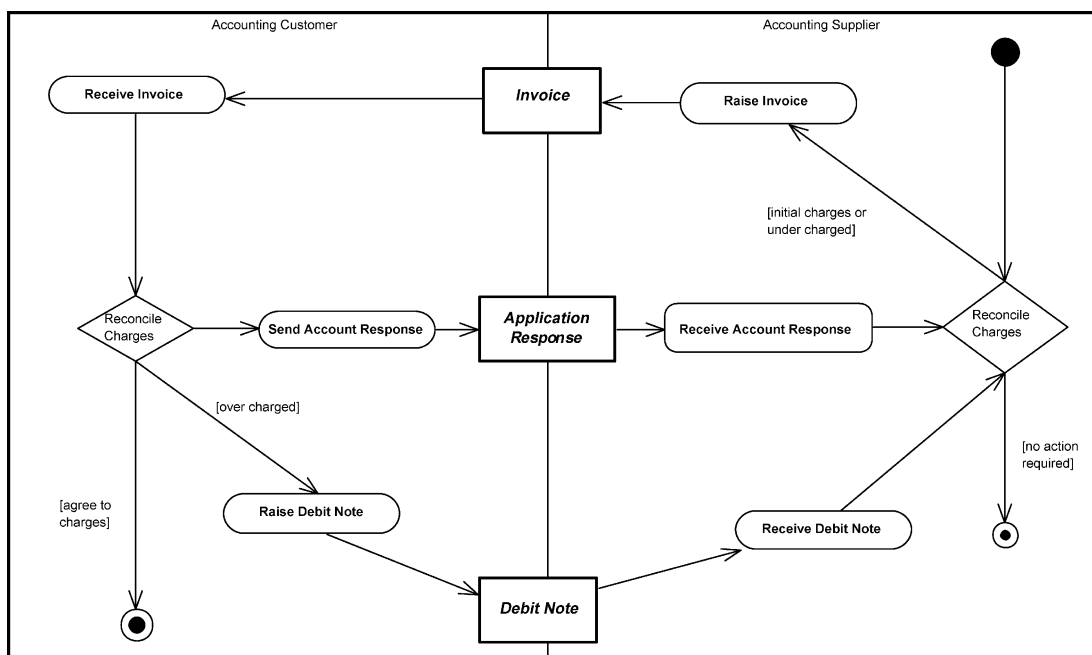 Accounting Customer
Accounting Supplier
Receive Invoice
Invoice
Raise Invoice
[initial charges or
under charged]
Reconcile
Charges
Send Account Response
Application
Response
Receive Account Response
Reconcile
Charges
[over charged]
[no action
required]
[agree to
charges]
Raise Debit Note
Receive Debit Note
Debit Note